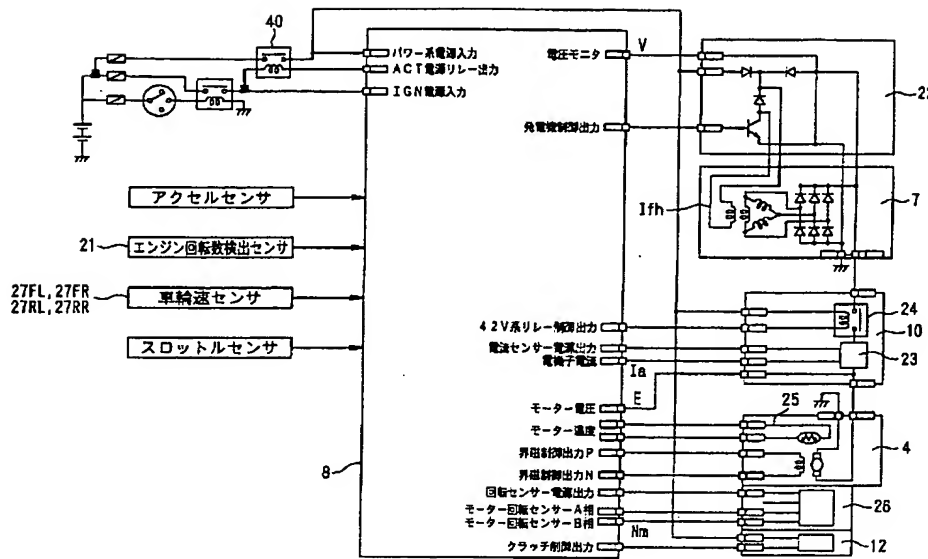 40
パワー系電源入力
ACT電源リレー出力
IGN電源入力
電圧モニタ
V
22
発電機制御出力
Ifh
7
アクセルセンサ
21
エンジン回転数検出センサ
27FL,27FR
27RL,27RR
車輪速センサ
スロットルセンサ
8
42V系リレー制御出力
電流センサー電源出力
電機子電流
Ia
E
24
10
23
モーター電圧
モーター温度
25
界磁制御出力P
界磁制御出力N
4
回転センサー電源出力
モーター回転センサーA相
モーター回転センサーB相
Nm
26
クラッチ制御出力
12